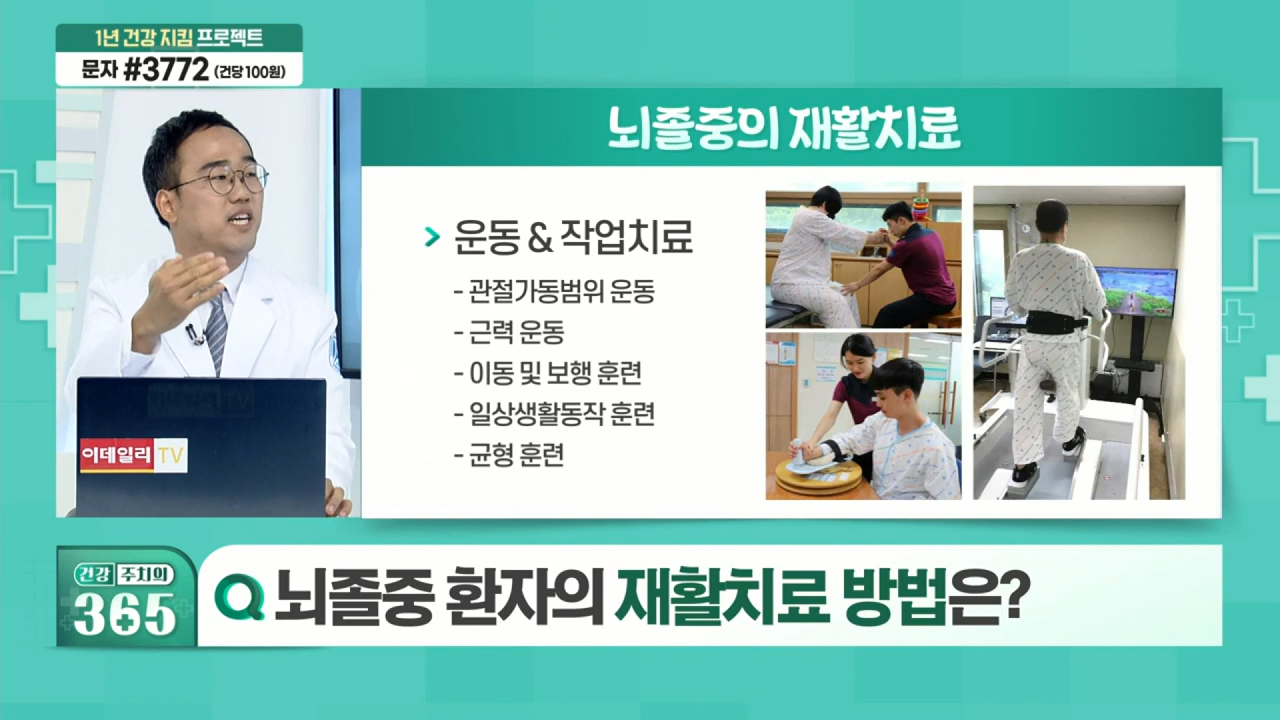 1년 건강 지킴 프로젝트
문자 #3772 (건당 100원)
뇌졸중의 재활치료
운동 & 작업치료
- 관절가동범위 운동
- 근력 운동
- 이동 및 보행 훈련
- 일상생활동작 훈련
- 균형 훈련
이데일리 TV
건강 주치의
365
Q 뇌졸중 환자의 재활치료 방법은?